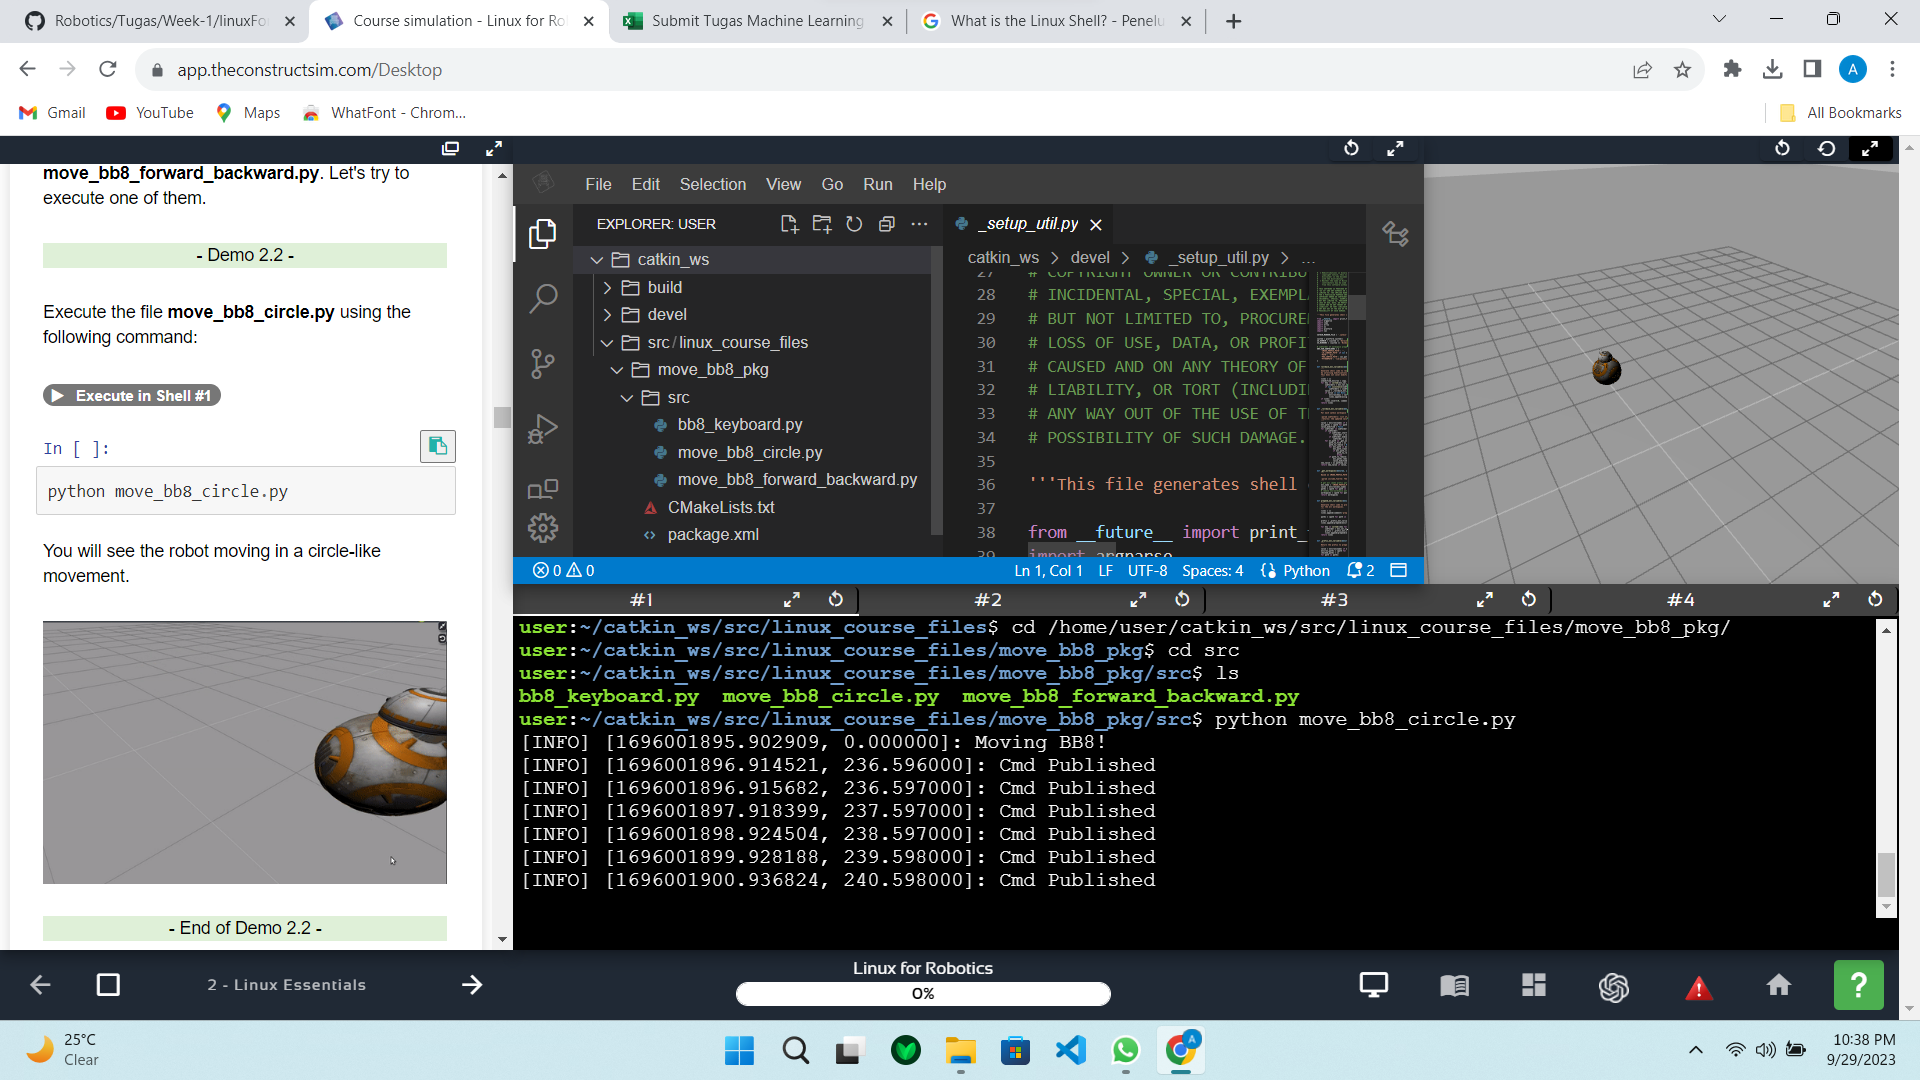 Robotics/Tugas/Week-1/linuxFo
Course simulation - Linux for Ro
Submit Tugas Machine Learning
What is the Linux Shell? - Penelu
app.theconstructsim.com/Desktop
A
Gmail
YouTube
Maps
WhatFont - Chrom...
All Bookmarks
move_bb8_forward_backward.py. Let's try to
execute one of them.
- Demo 2.2 -
Execute the file move_bb8_circle.py using the
following command:
Execute in Shell #1
In [ ]:
python move_bb8_circle.py
You will see the robot moving in a circle-like
movement.
- End of Demo 2.2 -
File Edit Selection View Go Run Help
EXPLORER: USER
catkin_ws
build
devel
src/linux_course_files
move_bb8_pkg
src
bb8_keyboard.py
move_bb8_circle.py
move_bb8_forward_backward.py
CMakeLists.txt
package.xml
_setup_util.py
catkin_ws > devel > _setup_util.py > ...
27 # COPYRIGHT OWNER OR CONTRIBU
28 # INCIDENTAL, SPECIAL, EXEMPL
29 # BUT NOT LIMITED TO, PROCURE
30 # LOSS OF USE, DATA, OR PROFI
31 # CAUSED AND ON ANY THEORY OF
32 # LIABILITY, OR TORT (INCLUDI
33 # ANY WAY OUT OF THE USE OF T
34 # POSSIBILITY OF SUCH DAMAGE.
35
36 '''This file generates shell
37
38 from __future__ import print_
39 import argparse
0 0
Ln 1, Col 1 LF UTF-8 Spaces: 4 Python 2
#1
#2
#3
#4
user:~/catkin_ws/src/linux_course_files$ cd /home/user/catkin_ws/src/linux_course_files/move_bb8_pkg/
user:~/catkin_ws/src/linux_course_files/move_bb8_pkg$ cd src
user:~/catkin_ws/src/linux_course_files/move_bb8_pkg/src$ ls
bb8_keyboard.py move_bb8_circle.py move_bb8_forward_backward.py
user:~/catkin_ws/src/linux_course_files/move_bb8_pkg/src$ python move_bb8_circle.py
[INFO] [1696001895.902909, 0.000000]: Moving BB8!
[INFO] [1696001896.914521, 236.596000]: Cmd Published
[INFO] [1696001896.915682, 236.597000]: Cmd Published
[INFO] [1696001897.918399, 237.597000]: Cmd Published
[INFO] [1696001898.924504, 238.597000]: Cmd Published
[INFO] [1696001899.928188, 239.598000]: Cmd Published
[INFO] [1696001900.936824, 240.598000]: Cmd Published
2 - Linux Essentials
Linux for Robotics
0%
?
25°C
Clear
A
10:38 PM
9/29/2023